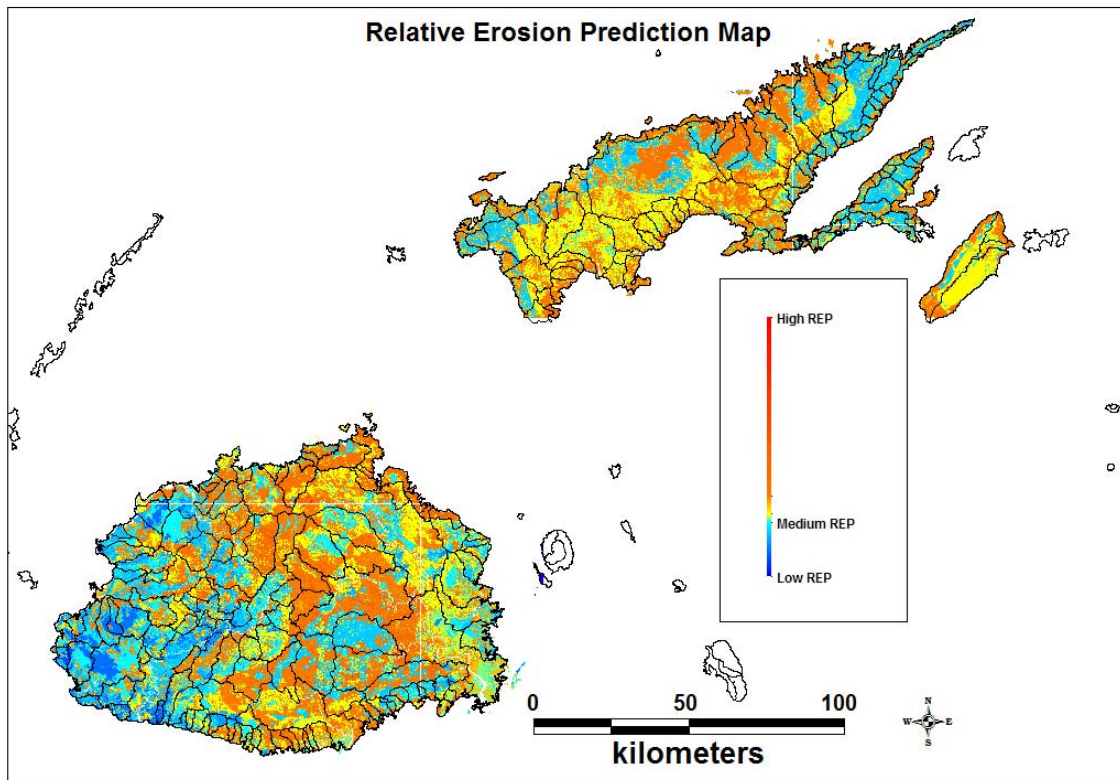 Relative Erosion Prediction Map
High REP
Medium REP
Low REP
0 50 100
kilometers
N
W E
S